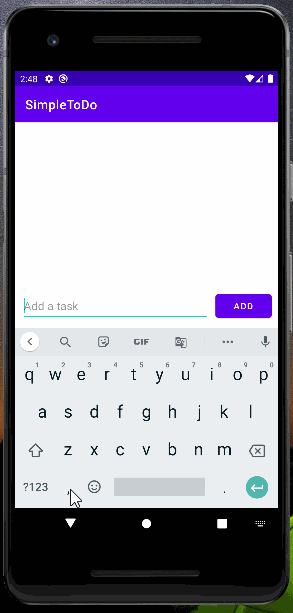 2:48
SimpleToDo
Add a task
ADD
GIF
1 2 3 4 5 6 7 8 9 0
q w e r t y u i o p
a s d f g h j k l
z x c v b n m
?123 , .